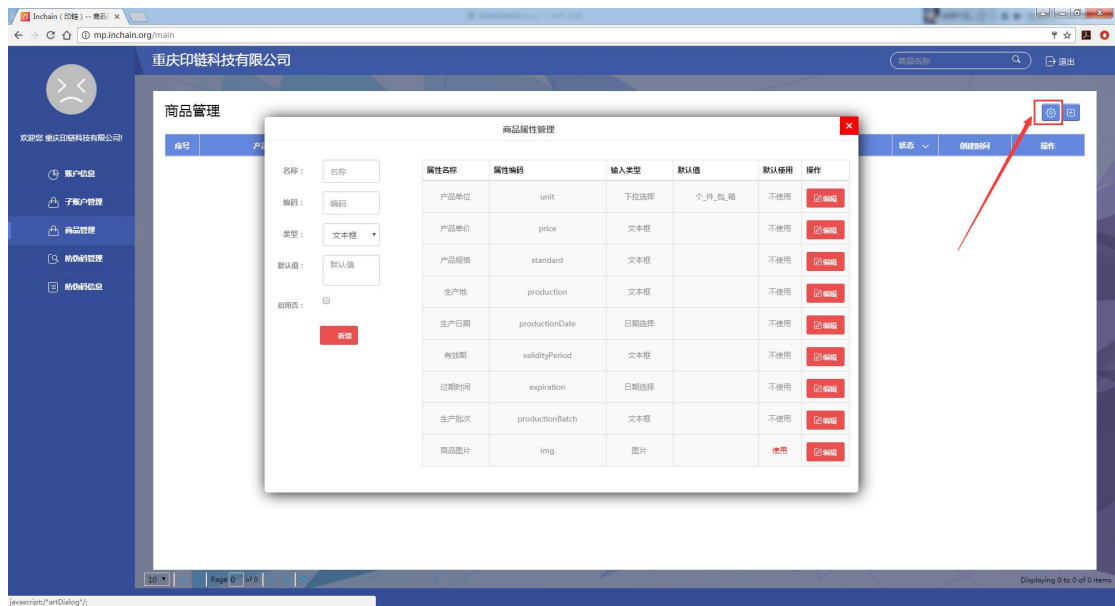 Inchain ( 印链 ) -- 商品
mp.inchain.org/main
重庆印链科技有限公司
商品名称
退出
欢迎您 重庆印链科技有限公司!
账户信息
子账户管理
商品管理
防伪码管理
防伪码信息
商品管理
序号 产品 状态 创建时间 操作
商品属性管理
名称： 名称
编码： 编码
类型： 文本框
默认值： 默认值
启用否：
新增
属性名称 属性编码 输入类型 默认值 默认使用 操作
产品单位 unit 下拉选择 个_件_包_箱 不使用 编辑
产品单价 price 文本框 不使用 编辑
产品规格 standard 文本框 不使用 编辑
生产地 production 文本框 不使用 编辑
生产日期 productionDate 日期选择 不使用 编辑
有效期 validityPeriod 文本框 不使用 编辑
过期时间 expiration 日期选择 不使用 编辑
生产批次 productionBatch 文本框 不使用 编辑
商品图片 img 图片 使用 编辑
10 Page 0 of 0 Displaying 0 to 0 of 0 items
javascript:/*artDialog*/;